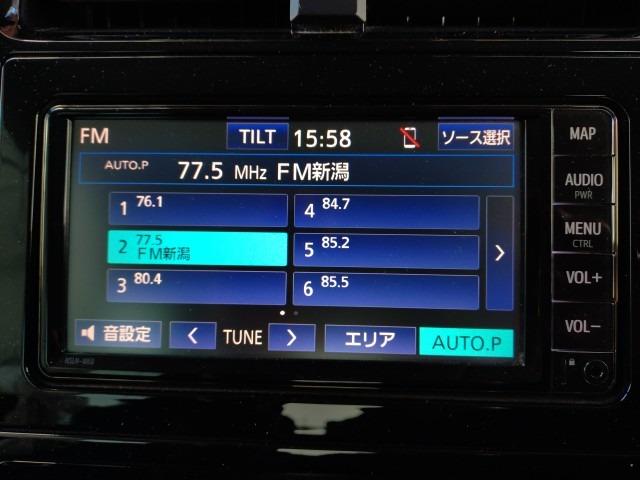 FM TILT 15:58 ソース選択
AUTO.P 77.5 MHz FM新潟
1 76.1
2 77.5 FM新潟
3 80.4
4 84.7
5 85.2
6 85.5
音設定 < TUNE > エリア AUTO.P
MAP
AUDIO
PWR
MENU
CTRL
VOL+
VOL−